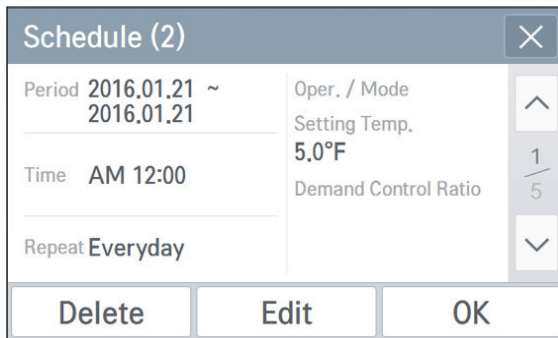 Schedule (2)
Period 2016.01.21 ~
2016.01.21
Time AM 12:00
Repeat Everyday
Oper. / Mode
Setting Temp.
5.0°F
Demand Control Ratio
1
5
Delete Edit OK